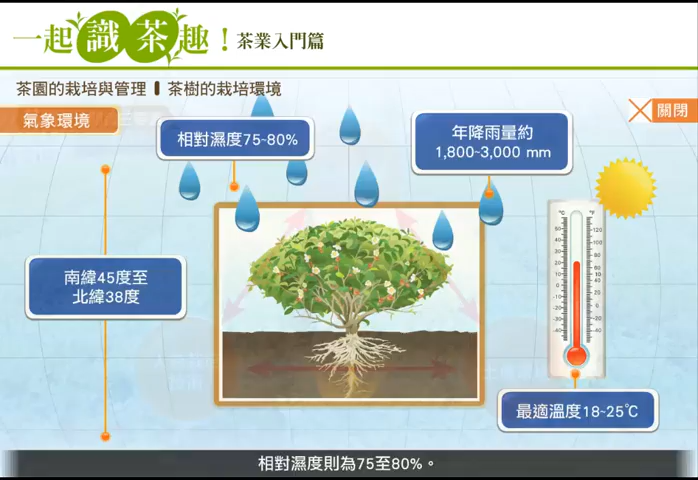 一起識茶趣！茶業入門篇
茶園的栽培與管理 ▌ 茶樹的栽培環境
氣象環境
關閉
相對濕度75~80%
年降雨量約
1,800~3,000 mm
南緯45度至
北緯38度
°C
°F
最適溫度18~25℃
相對濕度則為75至80%。